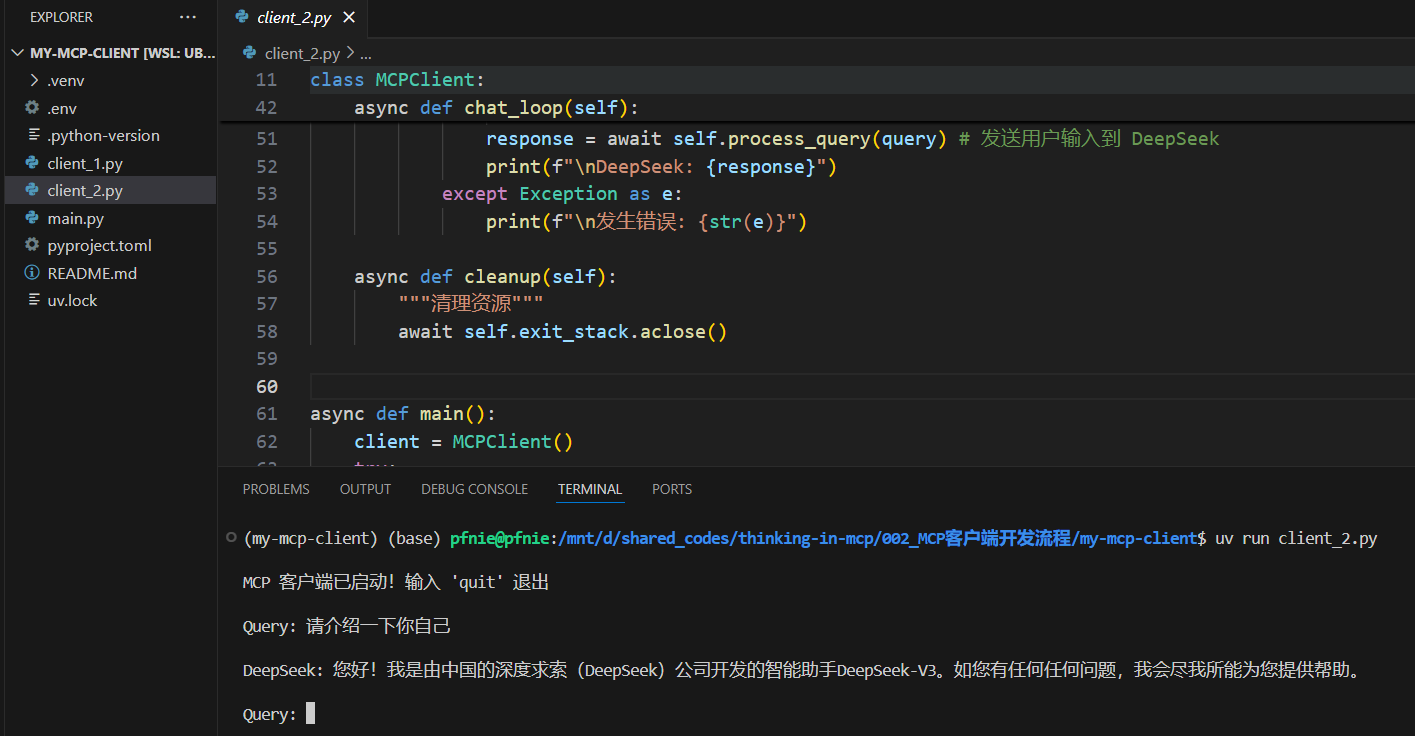 EXPLORER ...
MY-MCP-CLIENT [WSL: UB...
.venv
.env
.python-version
client_1.py
client_2.py
main.py
pyproject.toml
README.md
uv.lock
client_2.py
client_2.py > ...
11 class MCPClient:
42 async def chat_loop(self):
51 response = await self.process_query(query) # 发送用户输入到 DeepSeek
52 print(f"\nDeepSeek: {response}")
53 except Exception as e:
54 print(f"\n发生错误: {str(e)}")
55
56 async def cleanup(self):
57 """清理资源"""
58 await self.exit_stack.aclose()
59
60
61 async def main():
62 client = MCPClient()
PROBLEMS OUTPUT DEBUG CONSOLE TERMINAL PORTS
(my-mcp-client) (base) pfnie@pfnie:/mnt/d/shared_codes/thinking-in-mcp/002_MCP客户端开发流程/my-mcp-client$ uv run client_2.py
MCP 客户端已启动！输入 'quit' 退出
Query: 请介绍一下你自己
DeepSeek: 您好！我是由中国的深度求索（DeepSeek）公司开发的智能助手DeepSeek-V3。如您有任何任何问题，我会尽我所能为您提供帮助。
Query: